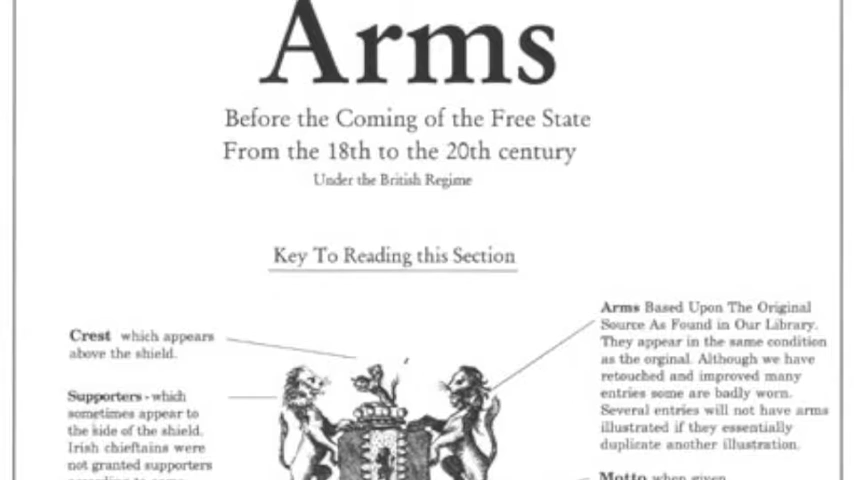 Arms
Before the Coming of the Free State
From the 18th to the 20th century
Under the British Regime
Key To Reading this Section
Crest which appears
above the shield.
Supporters - which
sometimes appear to
the side of the shield.
Irish chieftains were
not granted supporters
Arms Based Upon The Original
Source As Found in Our Library.
They appear in the same condition
as the orginal. Although we have
retouched and improved many
entries some are badly worn.
Several entries will not have arms
illustrated if they essentially
duplicate another illustration.
Motto when given